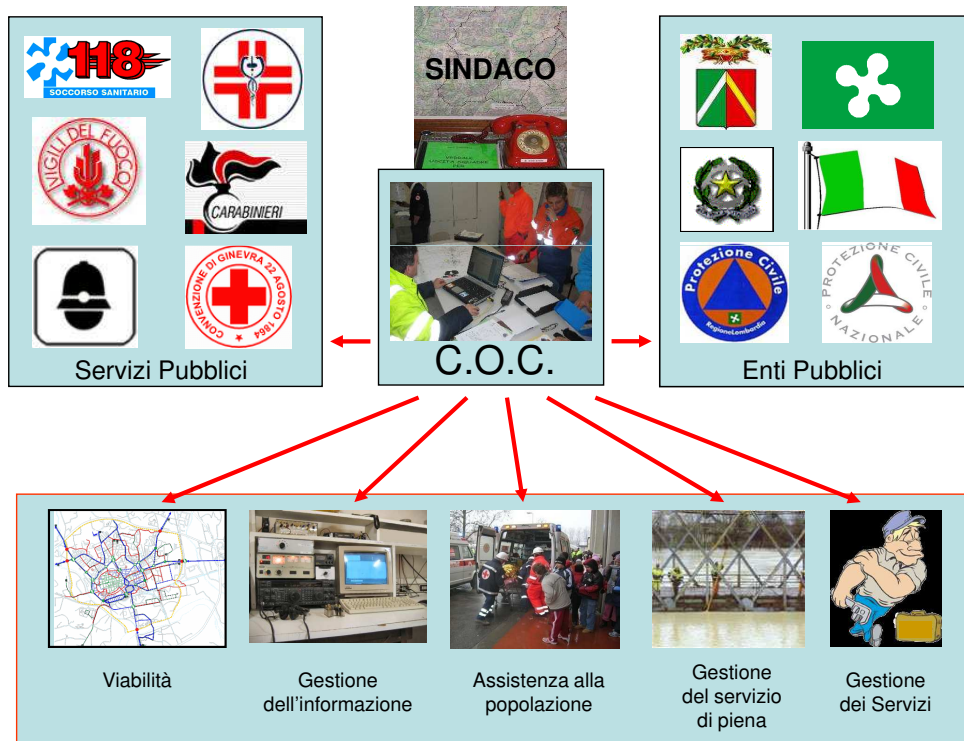 118
SOCCORSO SANITARIO
VIGILI DEL FUOCO
CARABINIERI
CONVENZIONE DI GINEVRA 22 AGOSTO 1864
Servizi Pubblici
SINDACO
C.O.C.
Protezione Civile
RegioneLombardia
PROTEZIONE CIVILE
NAZIONALE
Enti Pubblici
Viabilità
Gestione
dell'informazione
Assistenza alla
popolazione
Gestione
del servizio
di piena
Gestione
dei Servizi